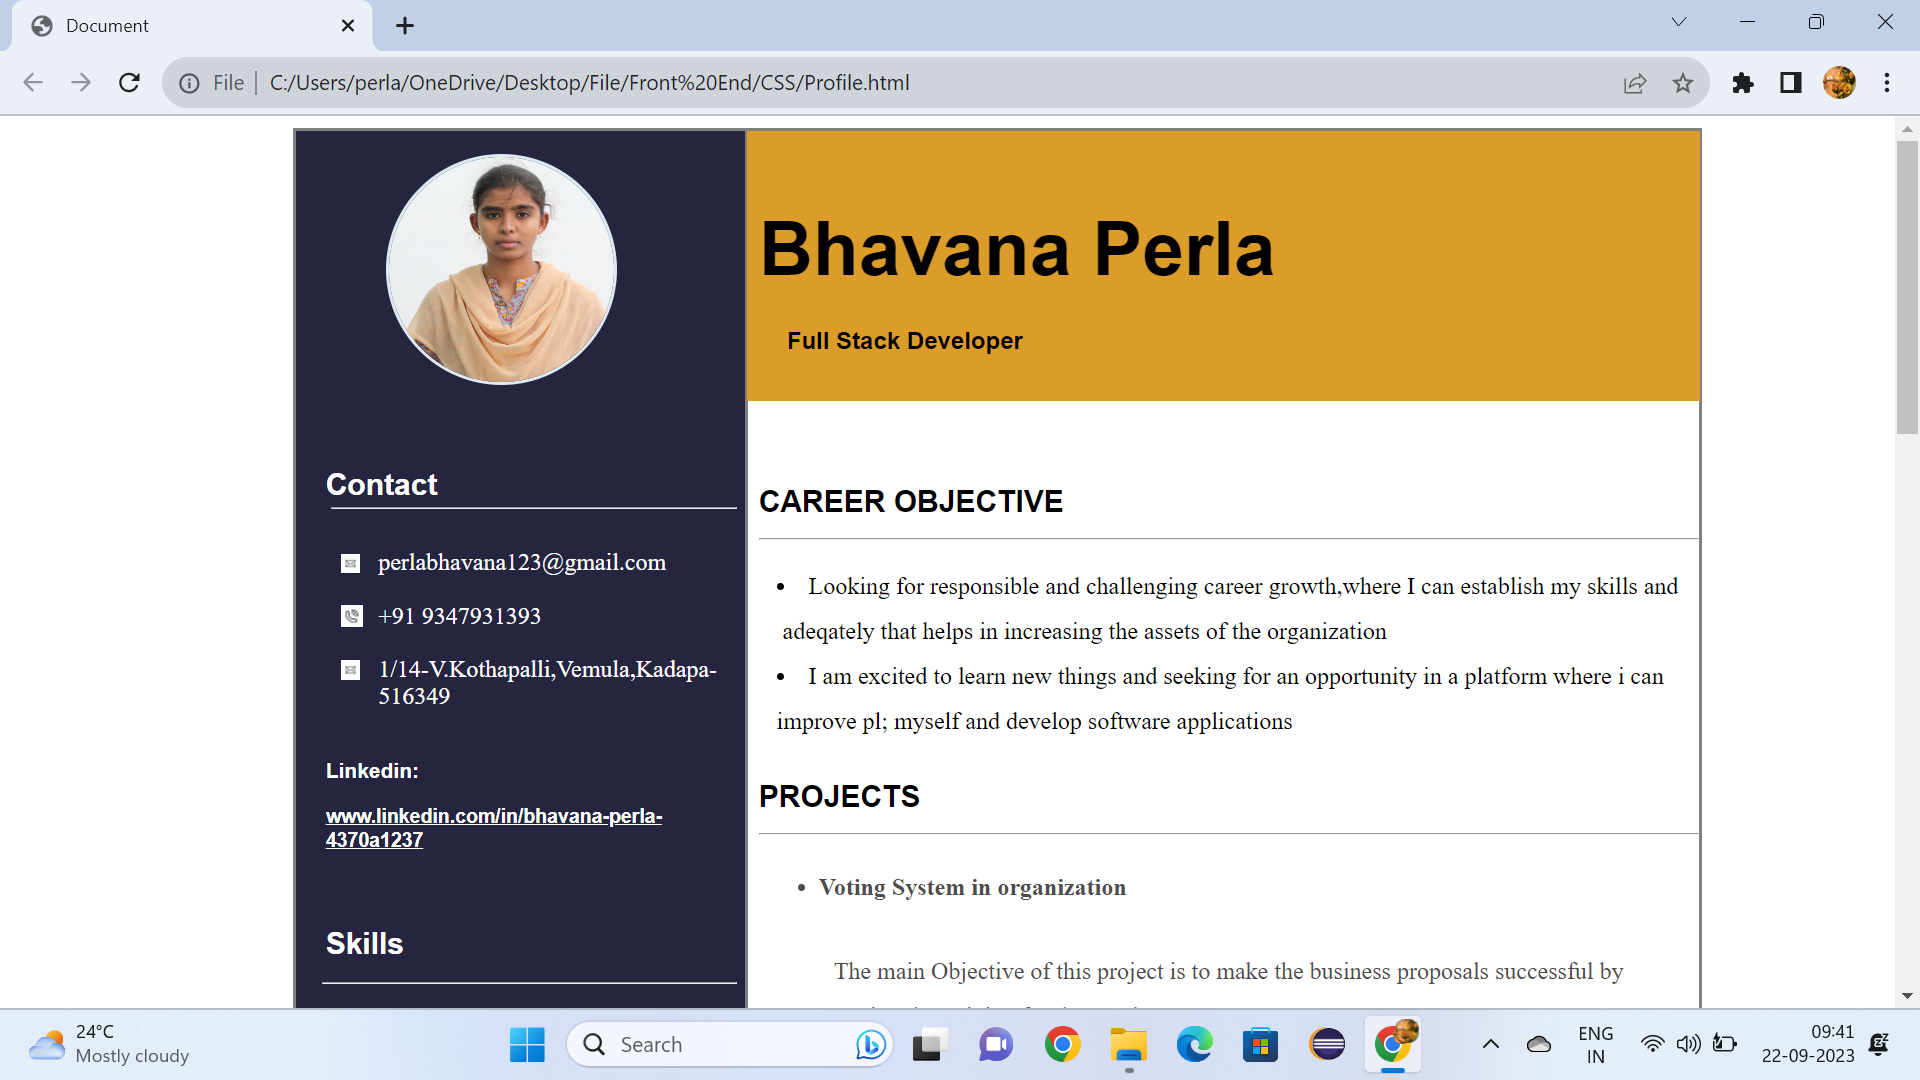 Document
File
C:/Users/perla/OneDrive/Desktop/File/Front%20End/CSS/Profile.html
Bhavana Perla
Full Stack Developer
Contact
perlabhavana123@gmail.com
+91 9347931393
1/14-V.Kothapalli,Vemula,Kadapa-
516349
Linkedin:
www.linkedin.com/in/bhavana-perla-
4370a1237
Skills
CAREER OBJECTIVE
Looking for responsible and challenging career growth,where I can establish my skills and
adeqately that helps in increasing the assets of the organization
I am excited to learn new things and seeking for an opportunity in a platform where i can
improve pl; myself and develop software applications
PROJECTS
Voting System in organization
The main Objective of this project is to make the business proposals successful by
24°C
Mostly cloudy
Search
ENG
IN
09:41
22-09-2023